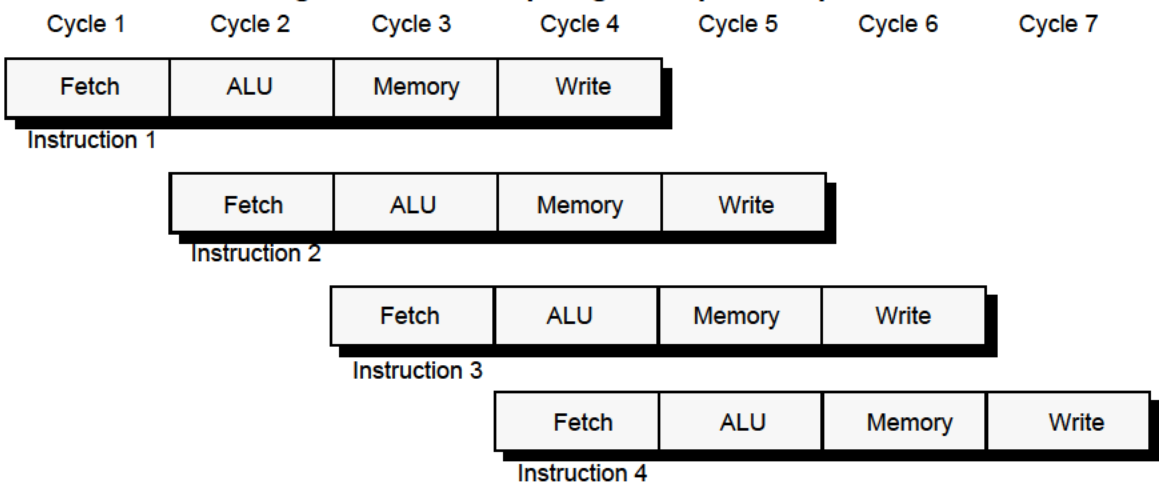 Cycle 1 Cycle 2 Cycle 3 Cycle 4 Cycle 5 Cycle 6 Cycle 7
Fetch ALU Memory Write
Instruction 1
Fetch ALU Memory Write
Instruction 2
Fetch ALU Memory Write
Instruction 3
Fetch ALU Memory Write
Instruction 4